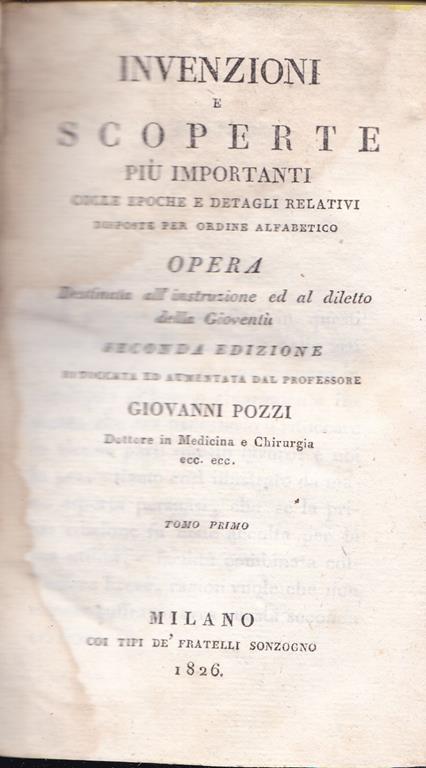 INVENZIONI
E
SCOPERTE
PIÙ IMPORTANTI
COLLE EPOCHE E DETAGLI RELATIVI
DISPOSTE PER ORDINE ALFABETICO
OPERA
Destinata all'instruzione ed al diletto
della Gioventù
SECONDA EDIZIONE
RITOCCATA ED AUMENTATA DAL PROFESSORE
GIOVANNI POZZI
Dottore in Medicina e Chirurgia
ecc. ecc.
TOMO PRIMO
MILANO
COI TIPI DE' FRATELLI SONZOGNO
1826.